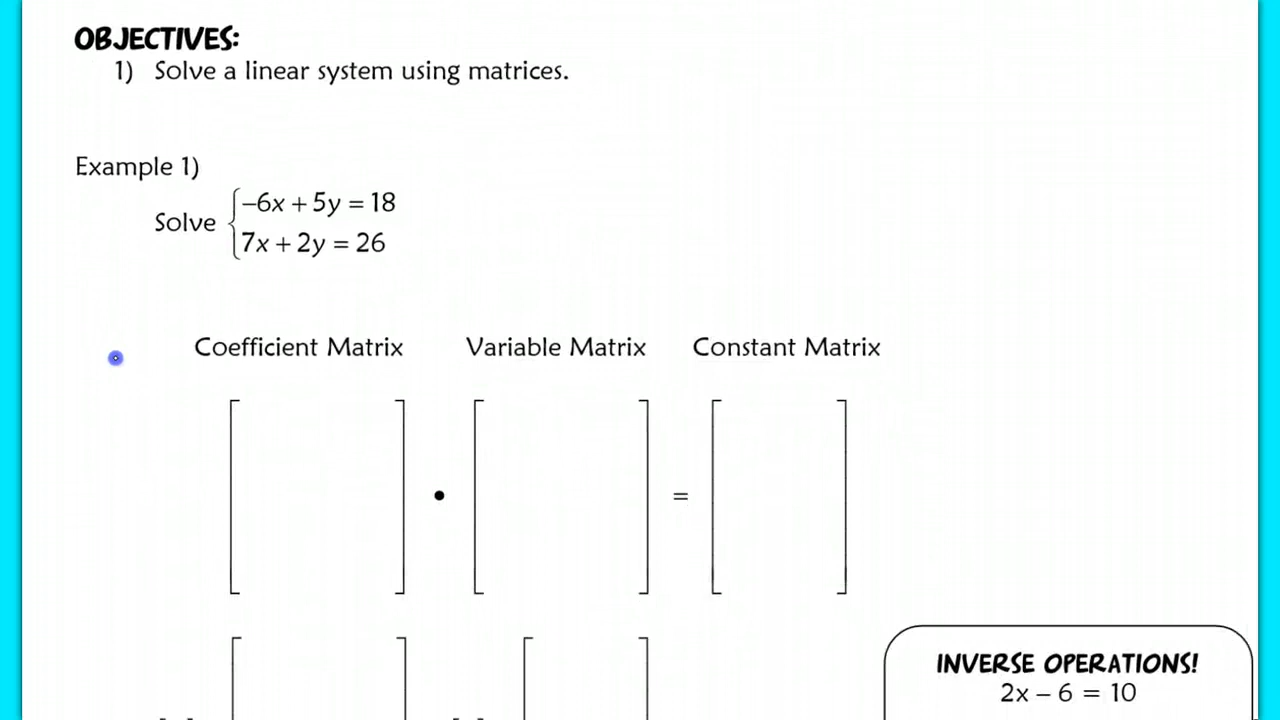 OBJECTIVES:
1) Solve a linear system using matrices.
Example 1)
Solve { –6x + 5y = 18
7x + 2y = 26
Coefficient Matrix Variable Matrix Constant Matrix
[ ] • [ ] = [ ]
[ ] [ ]
INVERSE OPERATIONS!
2x – 6 = 10